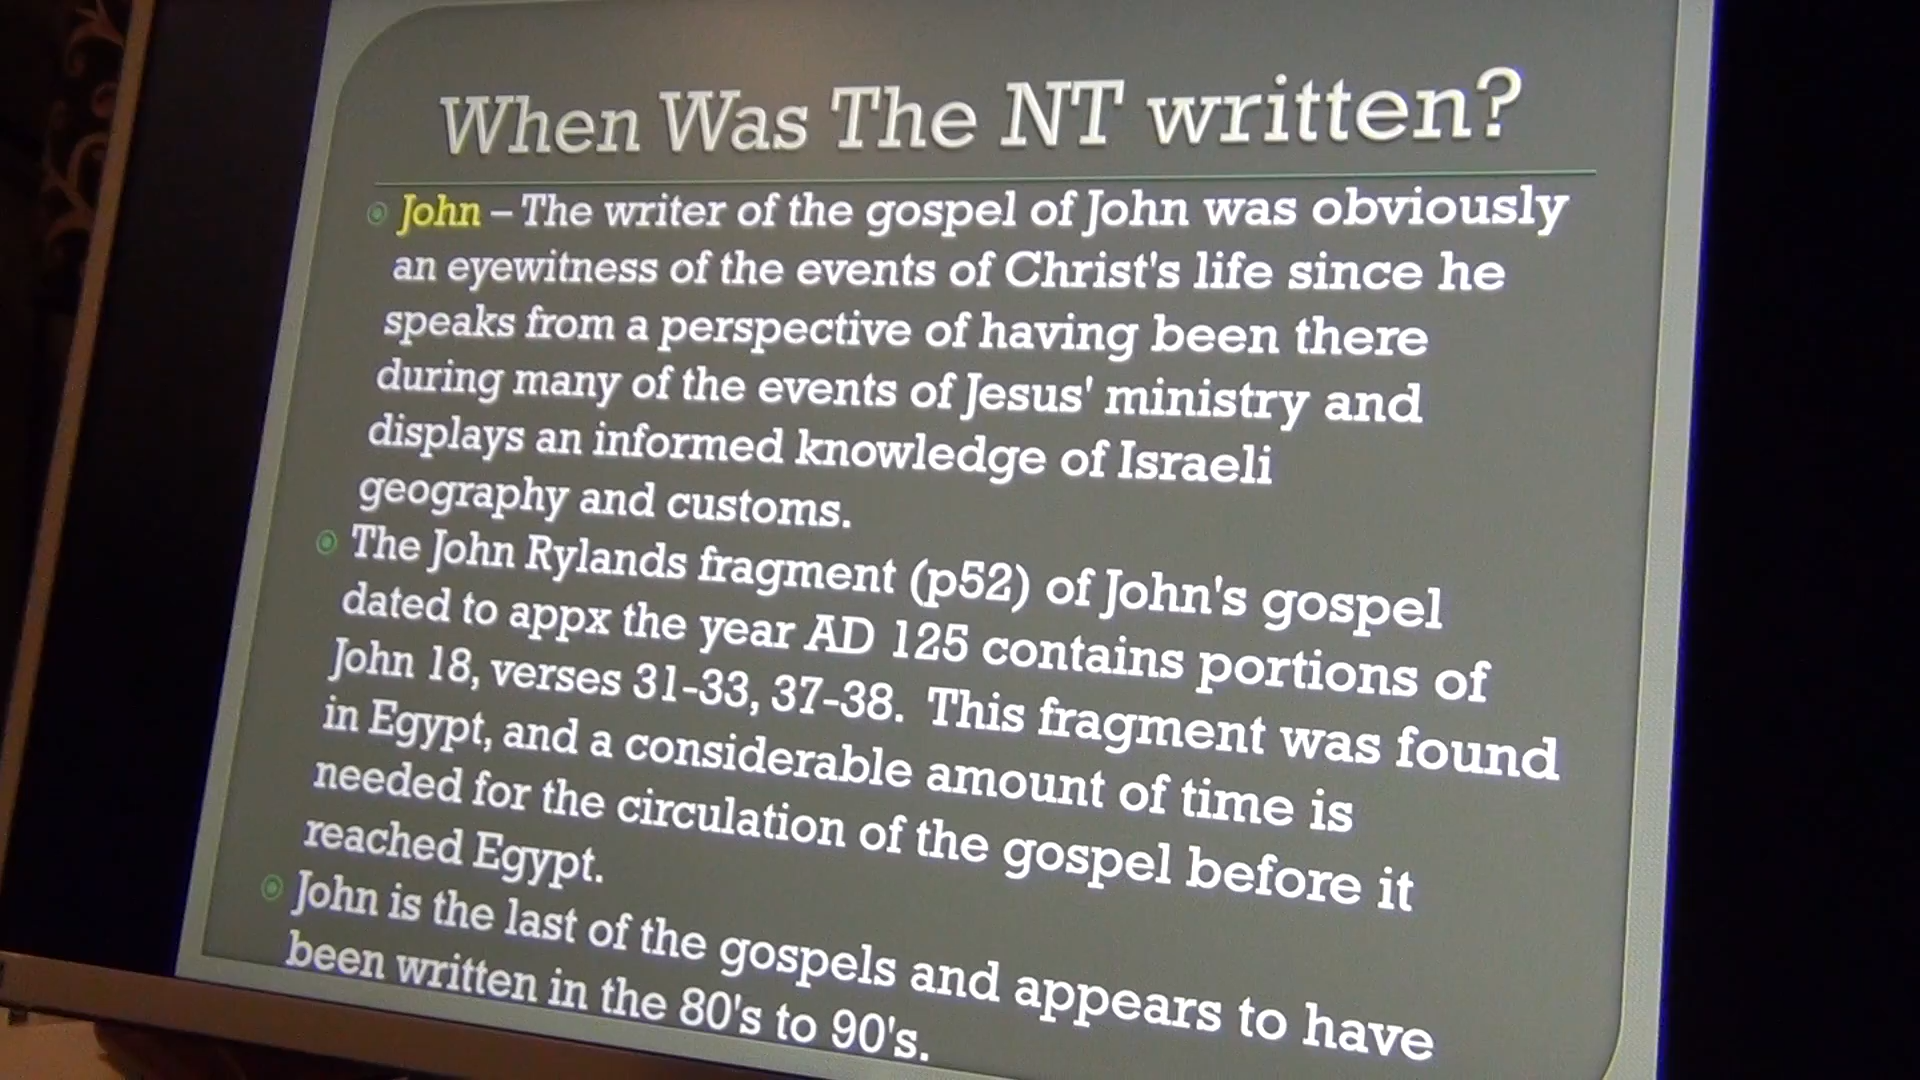 When Was The NT written?
John – The writer of the gospel of John was obviously
an eyewitness of the events of Christ's life since he
speaks from a perspective of having been there
during many of the events of Jesus' ministry and
displays an informed knowledge of Israeli
geography and customs.
The John Rylands fragment (p52) of John's gospel
dated to appx the year AD 125 contains portions of
John 18, verses 31-33, 37-38. This fragment was found
in Egypt, and a considerable amount of time is
needed for the circulation of the gospel before it
reached Egypt.
John is the last of the gospels and appears to have
been written in the 80's to 90's.